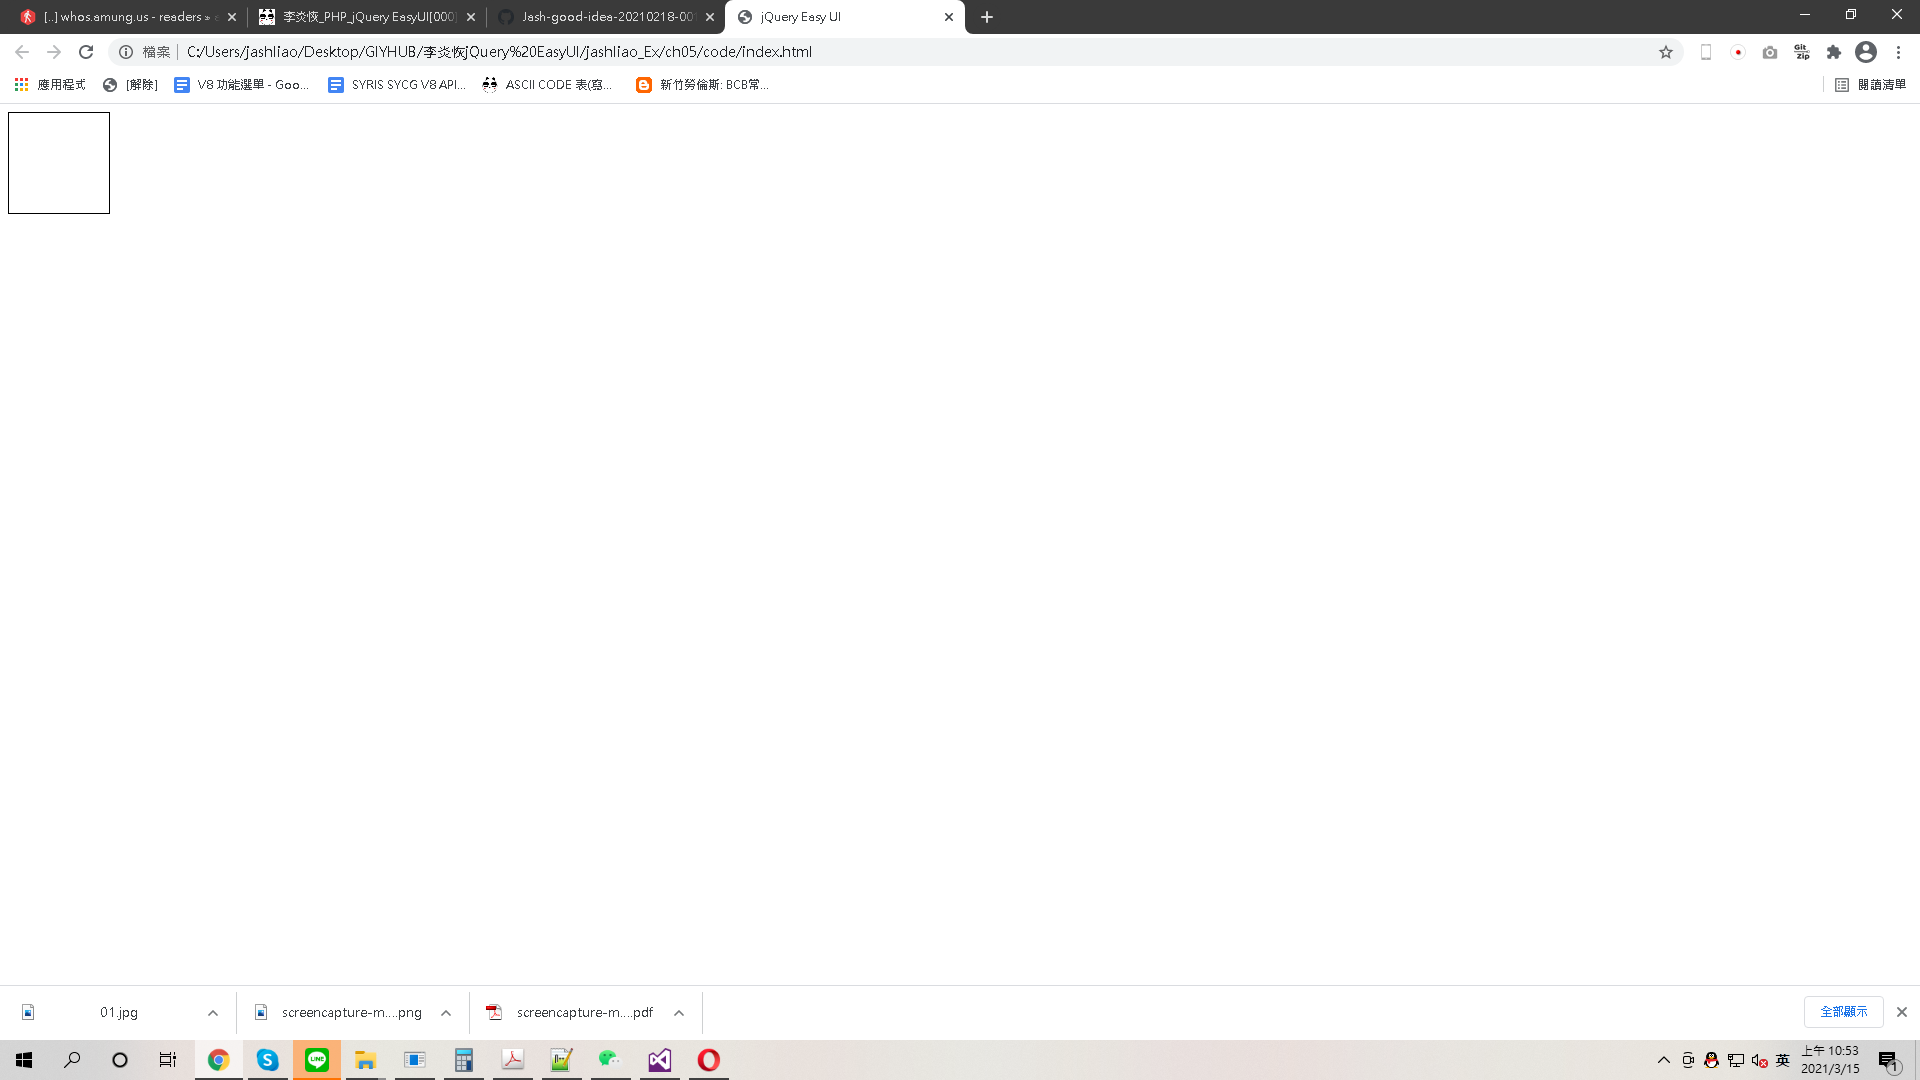 [..] whos.amung.us - readers »
李炎恢_PHP_jQuery EasyUI[000]
Jash-good-idea-20210218-001
jQuery Easy UI
檔案
C:/Users/jashliao/Desktop/GIYHUB/李炎恢jQuery%20EasyUI/jashliao_Ex/ch05/code/index.html
Git
Zip
應用程式
[解除]
V8 功能選單 - Goo...
SYRIS SYCG V8 API...
ASCII CODE 表(寫...
新竹勞倫斯: BCB常...
閱讀清單
01.jpg
screencapture-m....png
screencapture-m....pdf
全部顯示
LINE
英
上午 10:53
2021/3/15
1